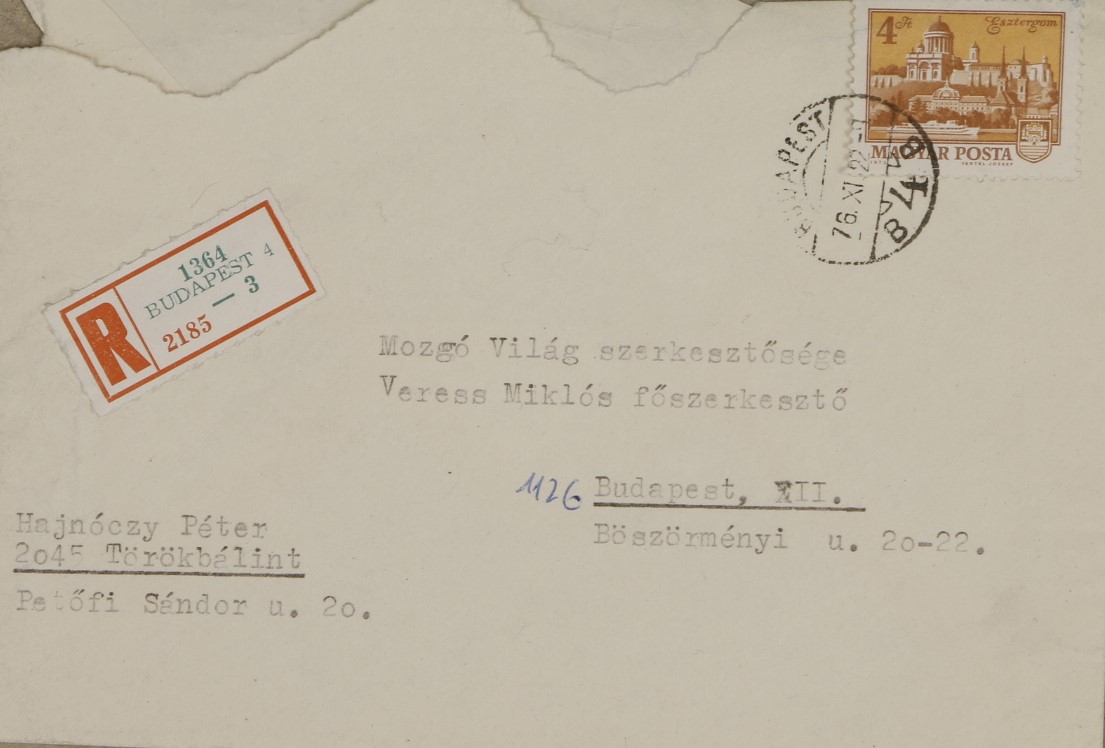 4 Ft Esztergom
MAGYAR POSTA
BUDAPEST
76. XI 22
1364
BUDAPEST 4
— 3
R
2185
Mozgó Világ szerkesztősége
Veress Miklós főszerkesztő
1126 Budapest, XII.
Böszörményi u. 2o-22.
Hajnóczy Péter
2o45 Törökbálint
Petőfi Sándor u. 2o.